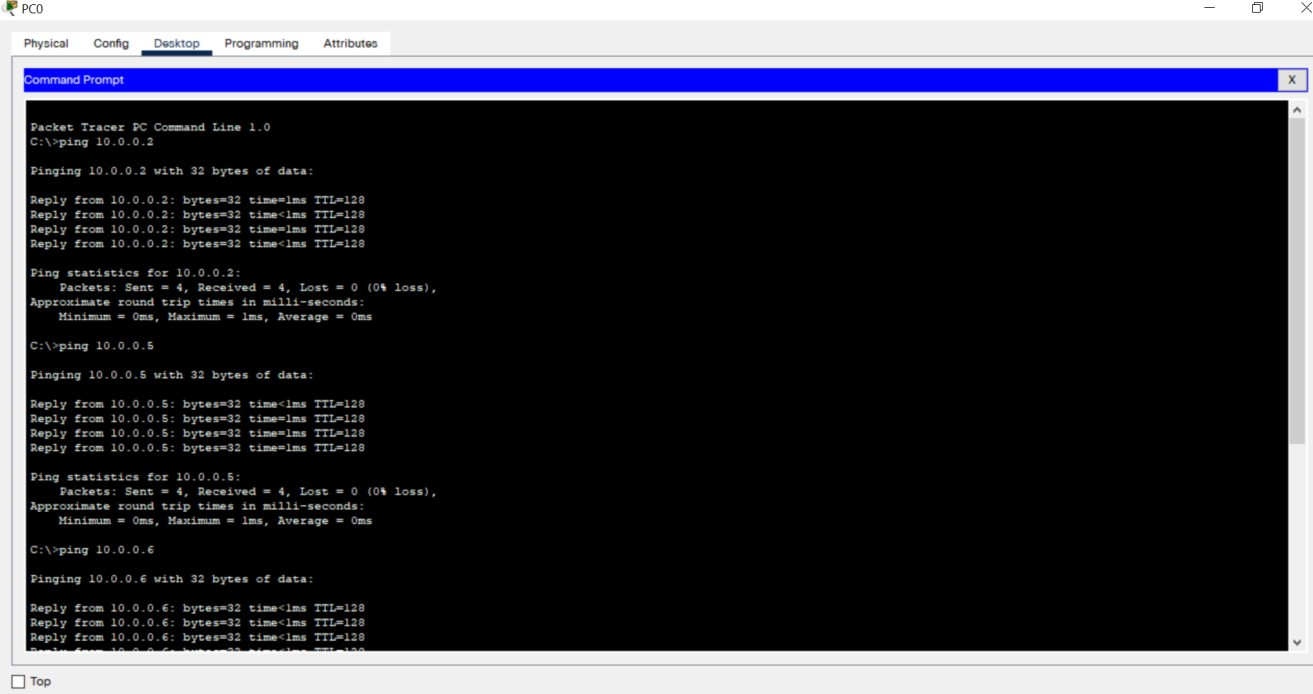 PC0
Physical Config Desktop Programming Attributes
Command Prompt X
Packet Tracer PC Command Line 1.0
C:\>ping 10.0.0.2
Pinging 10.0.0.2 with 32 bytes of data:
Reply from 10.0.0.2: bytes=32 time=1ms TTL=128
Reply from 10.0.0.2: bytes=32 time<1ms TTL=128
Reply from 10.0.0.2: bytes=32 time=1ms TTL=128
Reply from 10.0.0.2: bytes=32 time<1ms TTL=128
Ping statistics for 10.0.0.2:
Packets: Sent = 4, Received = 4, Lost = 0 (0% loss),
Approximate round trip times in milli-seconds:
Minimum = 0ms, Maximum = 1ms, Average = 0ms
C:\>ping 10.0.0.5
Pinging 10.0.0.5 with 32 bytes of data:
Reply from 10.0.0.5: bytes=32 time<1ms TTL=128
Reply from 10.0.0.5: bytes=32 time=1ms TTL=128
Reply from 10.0.0.5: bytes=32 time=1ms TTL=128
Reply from 10.0.0.5: bytes=32 time=1ms TTL=128
Ping statistics for 10.0.0.5:
Packets: Sent = 4, Received = 4, Lost = 0 (0% loss),
Approximate round trip times in milli-seconds:
Minimum = 0ms, Maximum = 1ms, Average = 0ms
C:\>ping 10.0.0.6
Pinging 10.0.0.6 with 32 bytes of data:
Reply from 10.0.0.6: bytes=32 time<1ms TTL=128
Reply from 10.0.0.6: bytes=32 time<1ms TTL=128
Reply from 10.0.0.6: bytes=32 time<1ms TTL=128
Reply from 10.0.0.6: bytes=32 time<1ms TTL=128
Top